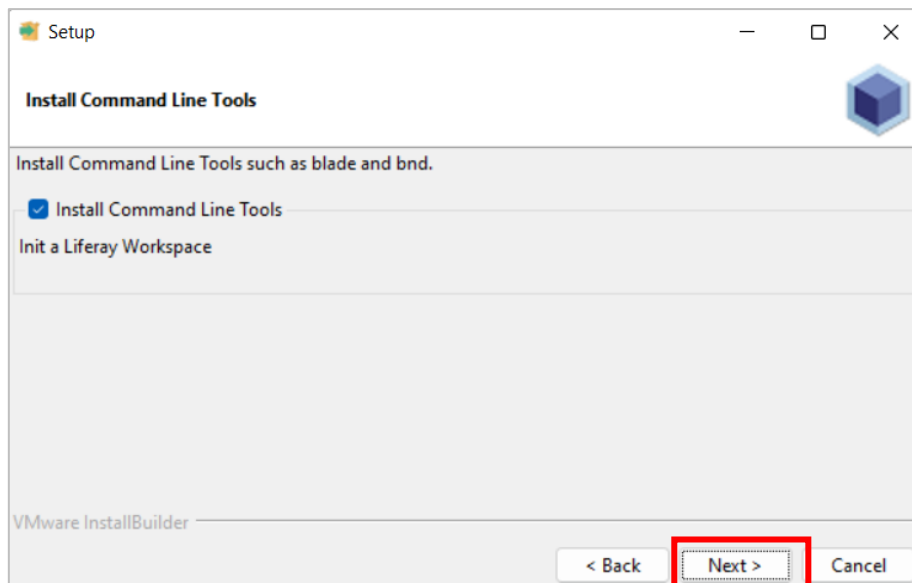 Setup
Install Command Line Tools
Install Command Line Tools such as blade and bnd.
Install Command Line Tools
Init a Liferay Workspace
VMware InstallBuilder
< Back Next > Cancel